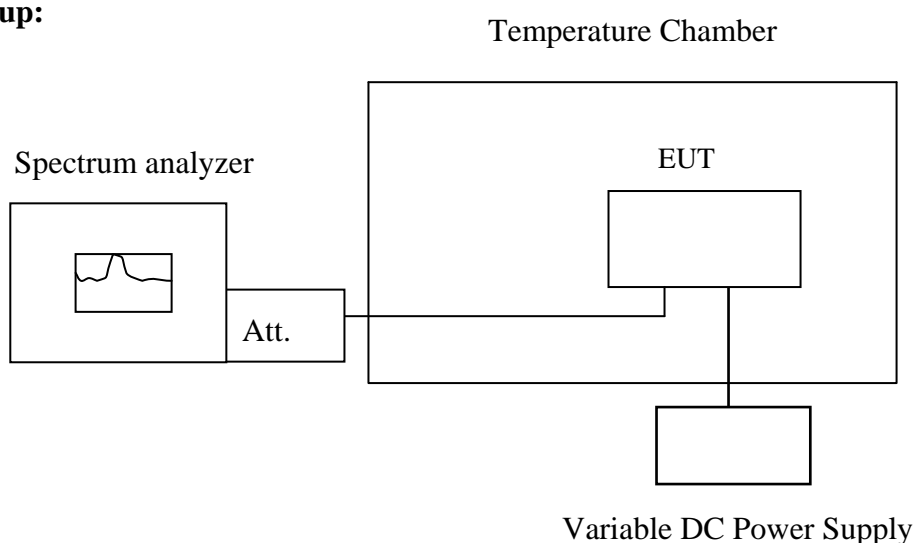 up:
Temperature Chamber
Spectrum analyzer
EUT
Att.
Variable DC Power Supply